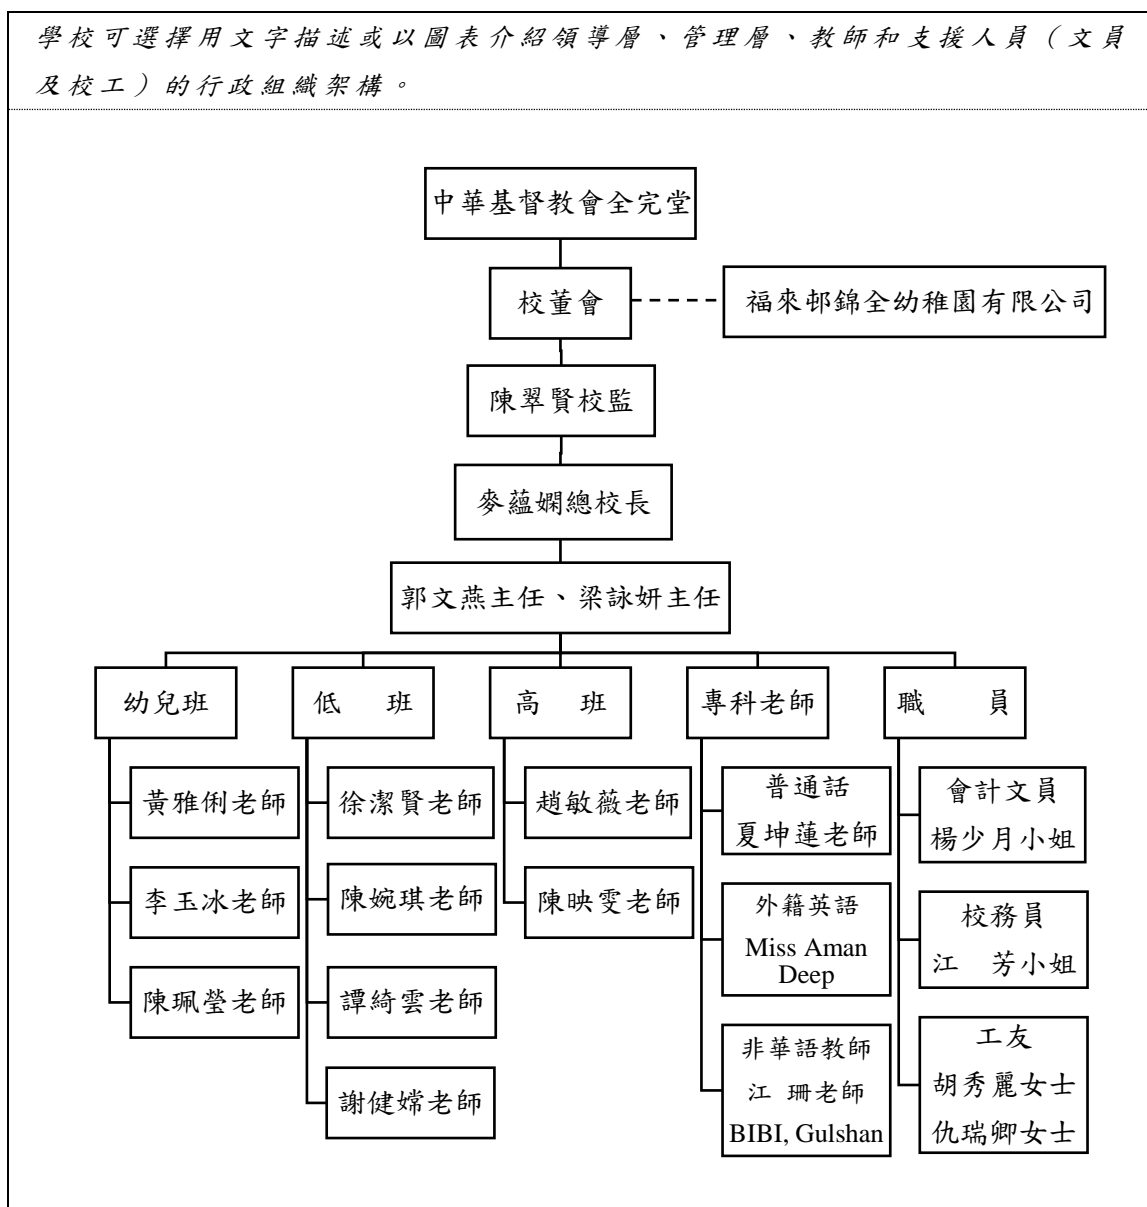 學校可選擇用文字描述或以圖表介紹領導層、管理層、教師和支援人員（文員
及校工）的行政組織架構。
中華基督教會全完堂
校董會
福來邨錦全幼稚園有限公司
陳翠賢校監
麥蘊嫻總校長
郭文燕主任、梁詠妍主任
幼兒班
低 班
高 班
專科老師
職 員
黃雅俐老師
李玉冰老師
陳珮瑩老師
徐潔賢老師
陳婉琪老師
譚綺雲老師
謝健嫦老師
趙敏薇老師
陳映雯老師
普通話
夏坤蓮老師
外籍英語
Miss Aman
Deep
非華語教師
江 珊老師
BIBI, Gulshan
會計文員
楊少月小姐
校務員
江 芳小姐
工友
胡秀麗女士
仇瑞卿女士